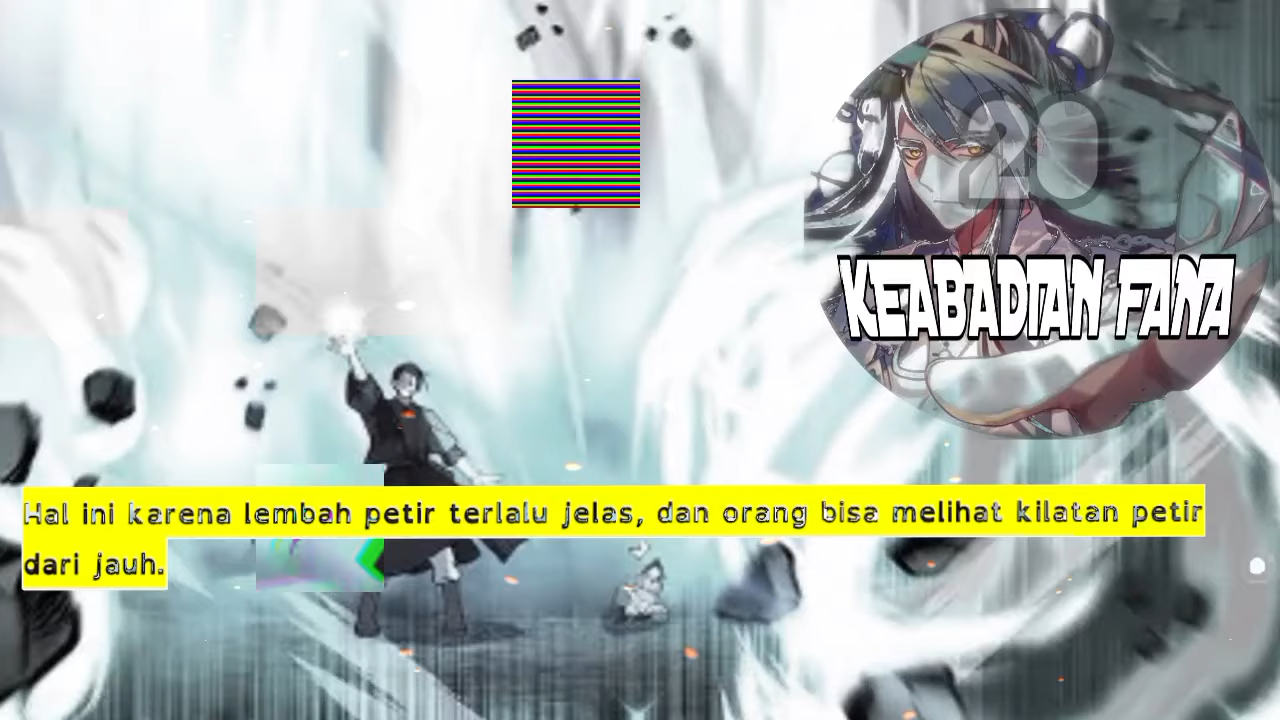 20
KEABADIAN FANA
Hal ini karena lembah petir terlalu jelas, dan orang bisa melihat kilatan petir
dari jauh.